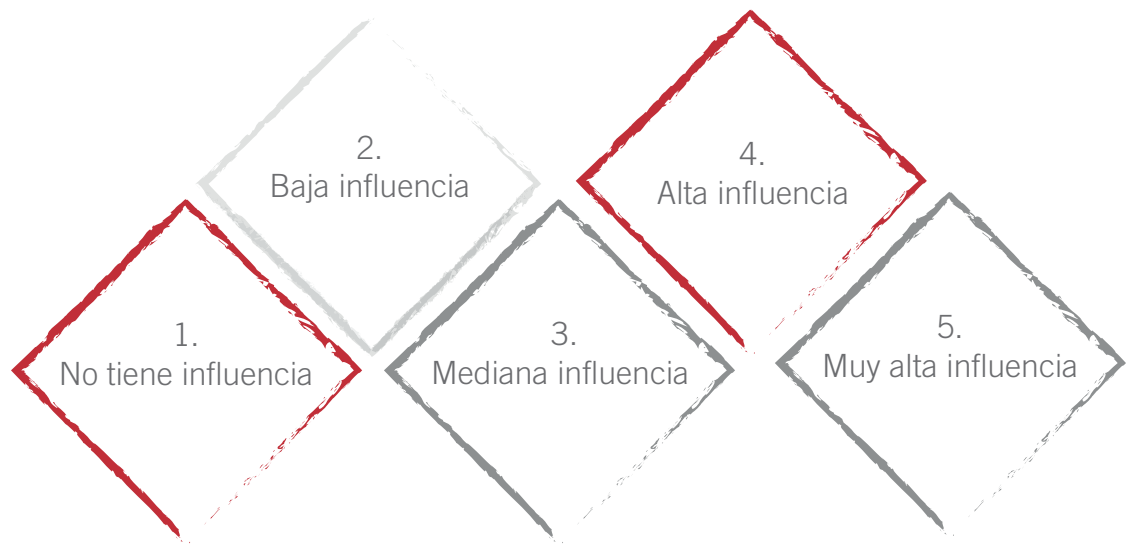 1.
No tiene influencia
2.
Baja influencia
3.
Mediana influencia
4.
Alta influencia
5.
Muy alta influencia